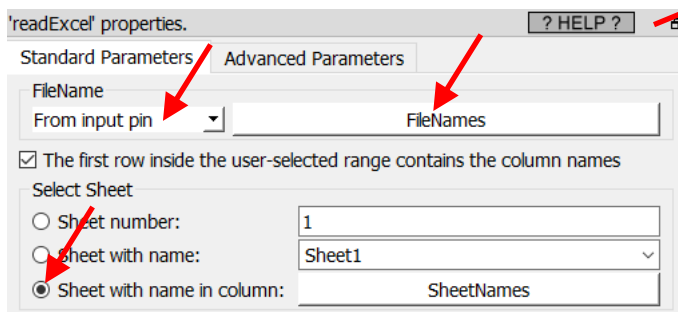 'readExcel' properties. ? HELP ?
Standard Parameters Advanced Parameters
FileName
From input pin FileNames
The first row inside the user-selected range contains the column names
Select Sheet
Sheet number: 1
Sheet with name: Sheet1
Sheet with name in column: SheetNames